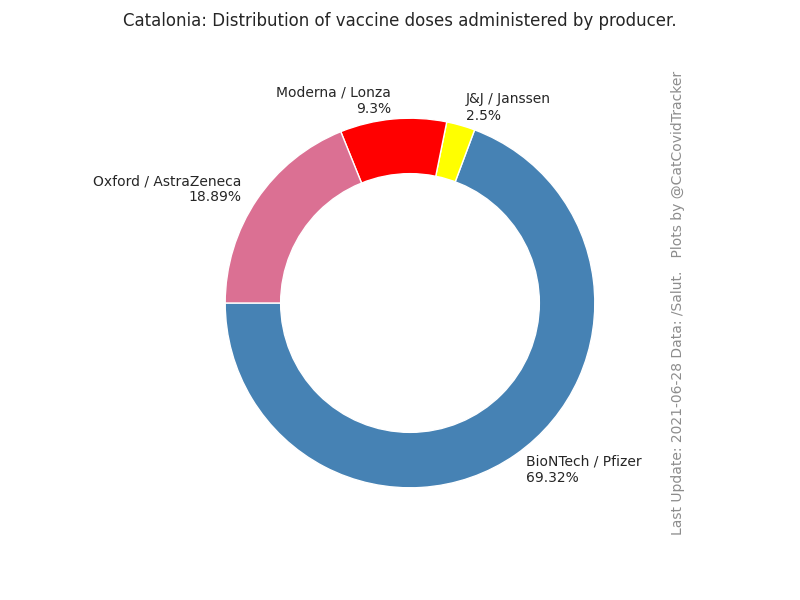 Catalonia: Distribution of vaccine doses administered by producer.
Moderna / Lonza
9.3%
J&J / Janssen
2.5%
Oxford / AstraZeneca
18.89%
BioNTech / Pfizer
69.32%
Last Update: 2021-06-28 Data: /Salut.   Plots by @CatCovidTracker